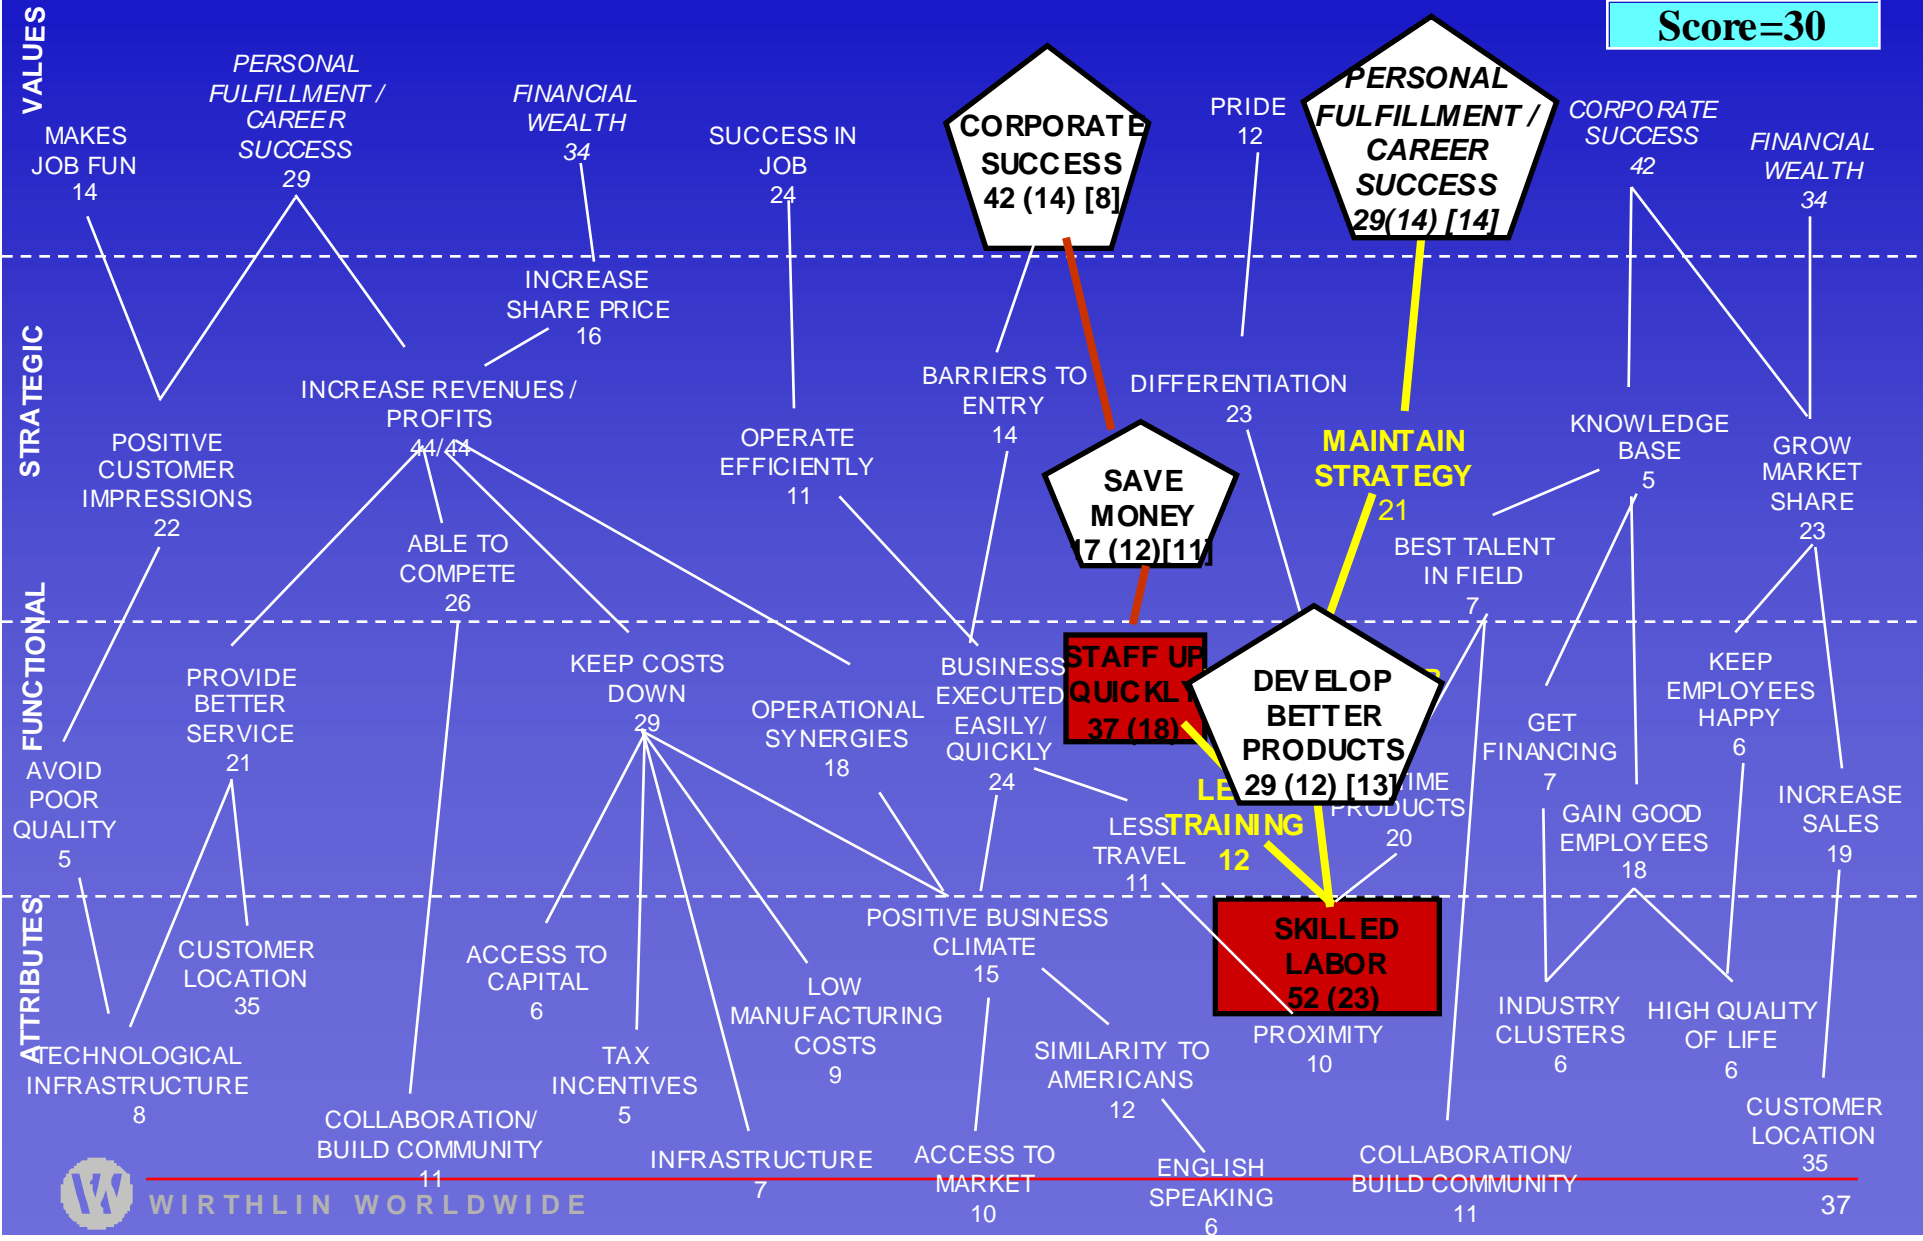 VALUES
Score=30
MAKES
JOB FUN
14
PERSONAL
FULFILLMENT /
CAREER
SUCCESS
29
FINANCIAL
WEALTH
34
SUCCESS IN
JOB
24
CORPORATE
SUCCESS
42 (14) [8]
PRIDE
12
PERSONAL
FULFILLMENT /
CAREER
SUCCESS
29(14) [14]
CORPORATE
SUCCESS
42
FINANCIAL
WEALTH
34
STRATEGIC
INCREASE
SHARE PRICE
16
INCREASE REVENUES /
PROFITS
44/44
POSITIVE
CUSTOMER
IMPRESSIONS
22
ABLE TO
COMPETE
26
OPERATE
EFFICIENTLY
11
BARRIERS TO
ENTRY
14
SAVE
MONEY
17 (12)[11]
DIFFERENTIATION
23
MAINTAIN
STRATEGY
21
BEST TALENT
IN FIELD
7
KNOWLEDGE
BASE
5
GROW
MARKET
SHARE
23
FUNCTIONAL
AVOID
POOR
QUALITY
5
PROVIDE
BETTER
SERVICE
21
KEEP COSTS
DOWN
29
OPERATIONAL
SYNERGIES
18
BUSINESS
EXECUTED
EASILY/
QUICKLY
24
STAFF UP
QUICKLY
37 (18)
DEVELOP
BETTER
PRODUCTS
29 (12) [13]
LESS
TRAVEL
11
TRAINING
12
TIME
PRODUCTS
20
GET
FINANCING
7
GAIN GOOD
EMPLOYEES
18
KEEP
EMPLOYEES
HAPPY
6
INCREASE
SALES
19
ATTRIBUTES
TECHNOLOGICAL
INFRASTRUCTURE
8
CUSTOMER
LOCATION
35
COLLABORATION/
BUILD COMMUNITY
11
ACCESS TO
CAPITAL
6
TAX
INCENTIVES
5
INFRASTRUCTURE
7
LOW
MANUFACTURING
COSTS
9
POSITIVE BUSINESS
CLIMATE
15
ACCESS TO
MARKET
10
SIMILARITY TO
AMERICANS
12
ENGLISH
SPEAKING
6
SKILLED
LABOR
52 (23)
PROXIMITY
10
COLLABORATION/
BUILD COMMUNITY
11
INDUSTRY
CLUSTERS
6
HIGH QUALITY
OF LIFE
6
CUSTOMER
LOCATION
35
W
WIRTHLIN WORLDWIDE
37